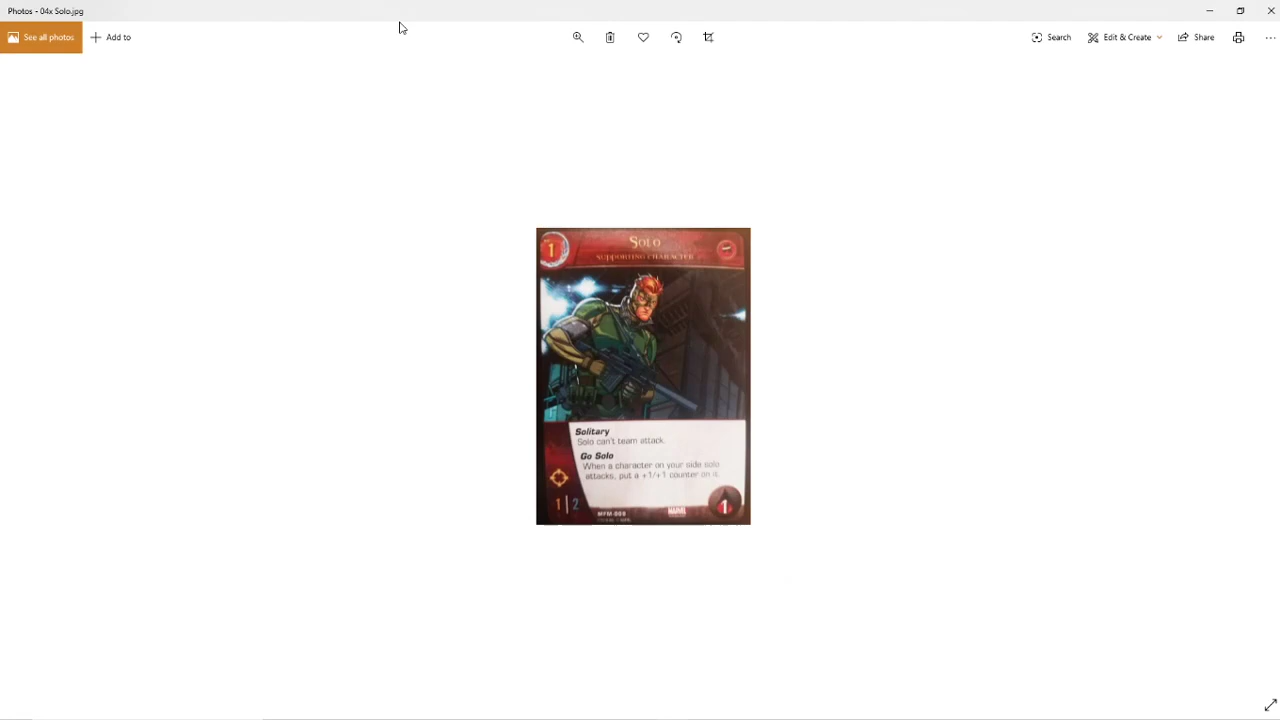 Photos - 04x Solo.jpg
See all photos
Add to
Search
Edit & Create
Share
1
Solo
Supporting Character
Solitary
Solo can't team attack.
Go Solo
When a character on your side solo
attacks, put a +1/+1 counter on it.
1 | 2
1
MARVEL